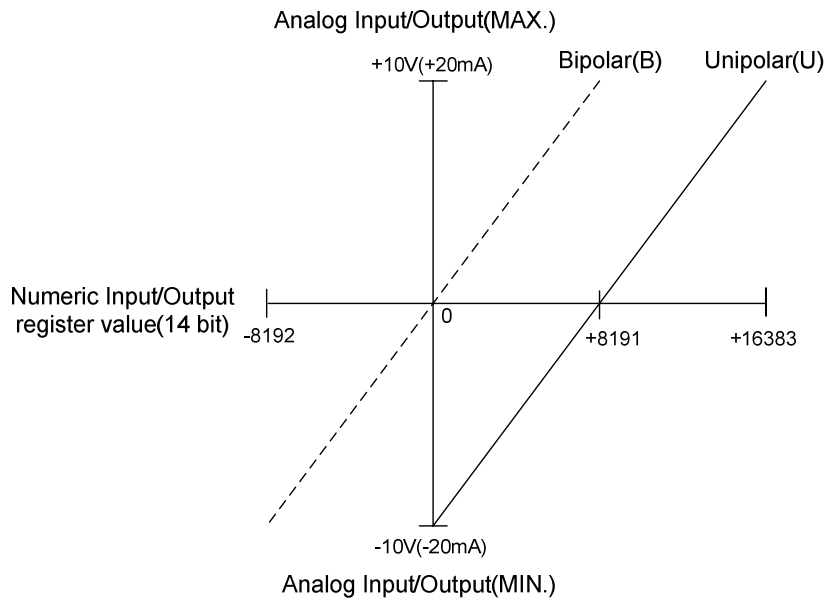 Analog Input/Output(MAX.)
+10V(+20mA)
Bipolar(B)
Unipolar(U)
Numeric Input/Output
register value(14 bit)
-8192
0
+8191
+16383
-10V(-20mA)
Analog Input/Output(MIN.)